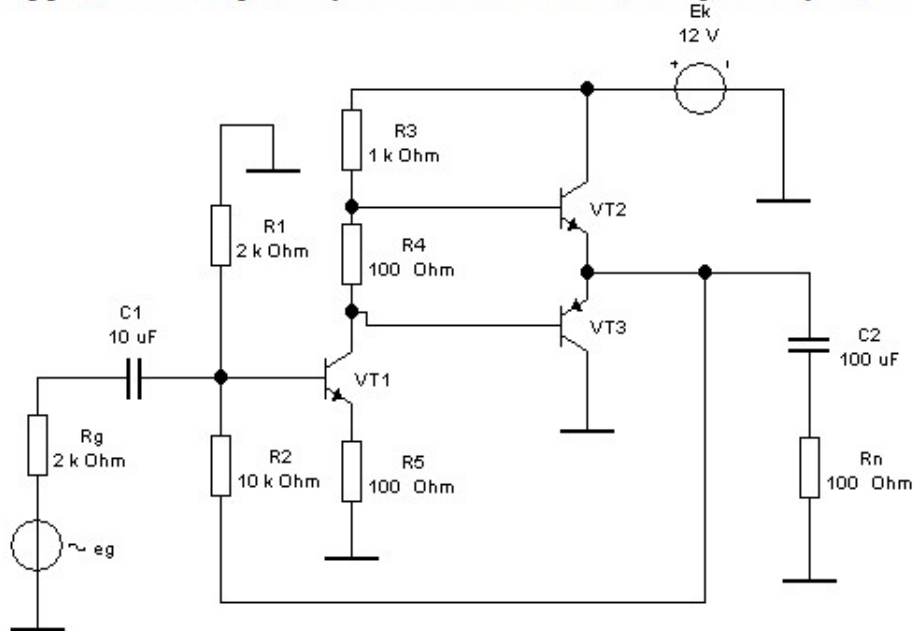 Ek
12 V
+
R3
1 k Ohm
VT2
R1
2 k Ohm
R4
100 Ohm
C1
10 uF
VT3
C2
100 uF
VT1
Rg
2 k Ohm
R2
10 k Ohm
R5
100 Ohm
Rn
100 Ohm
~ eg